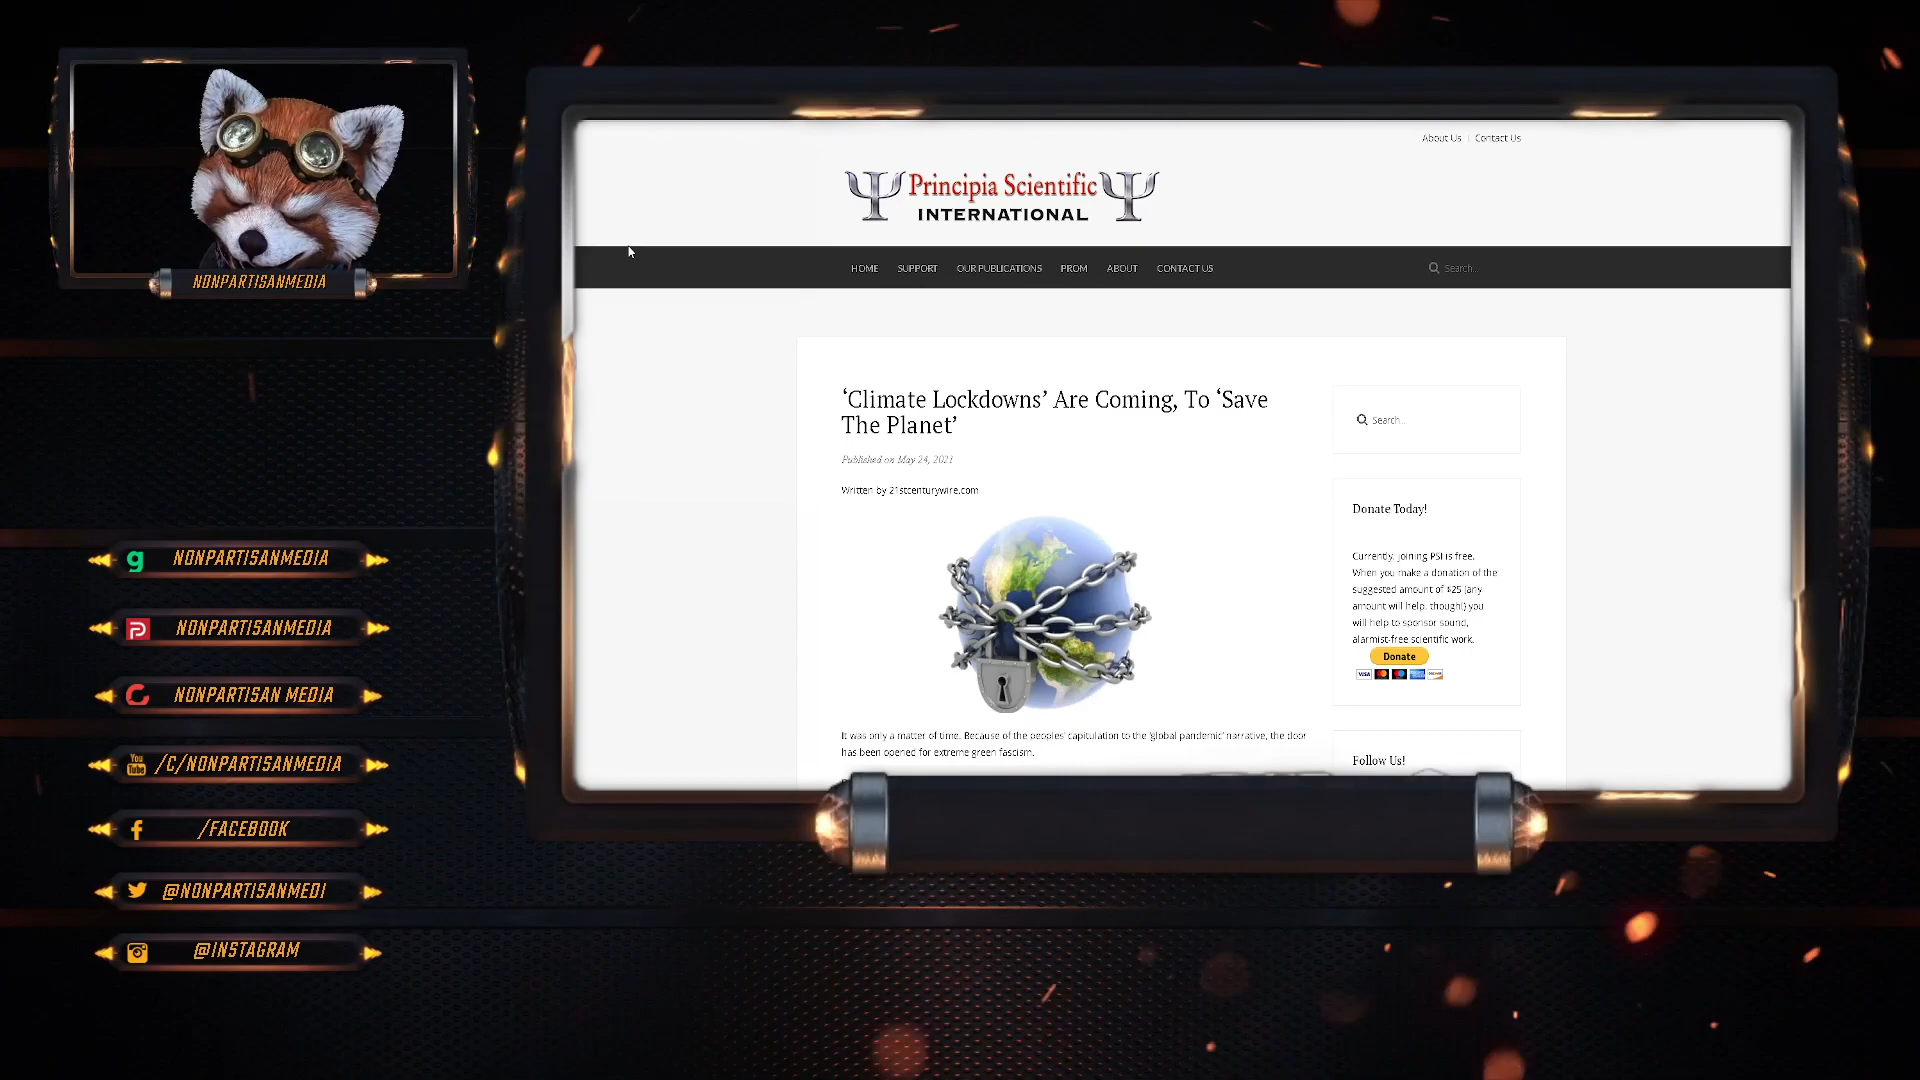 NONPARTISANMEDIA
g NONPARTISANMEDIA
NONPARTISANMEDIA
NONPARTISAN MEDIA
You Tube /C/NONPARTISANMEDIA
f /FACEBOOK
@NONPARTISANMEDI
@INSTAGRAM
About Us | Contact Us
Principia Scientific
INTERNATIONAL
HOME SUPPORT OUR PUBLICATIONS PROM ABOUT CONTACT US Search...
‘Climate Lockdowns’ Are Coming, To ‘Save
The Planet’
Published on May 24, 2021
Written by 21stcenturywire.com
It was only a matter of time. Because of the peoples’ capitulation to the ‘global pandemic’ narrative, the door
has been opened for extreme green fascism.
Search...
Donate Today!
Currently, joining PSI is free.
When you make a donation of the
suggested amount of $25 (any
amount will help, though!) you
will help to sponsor sound,
alarmist-free scientific work.
Donate
VISA
Follow Us!